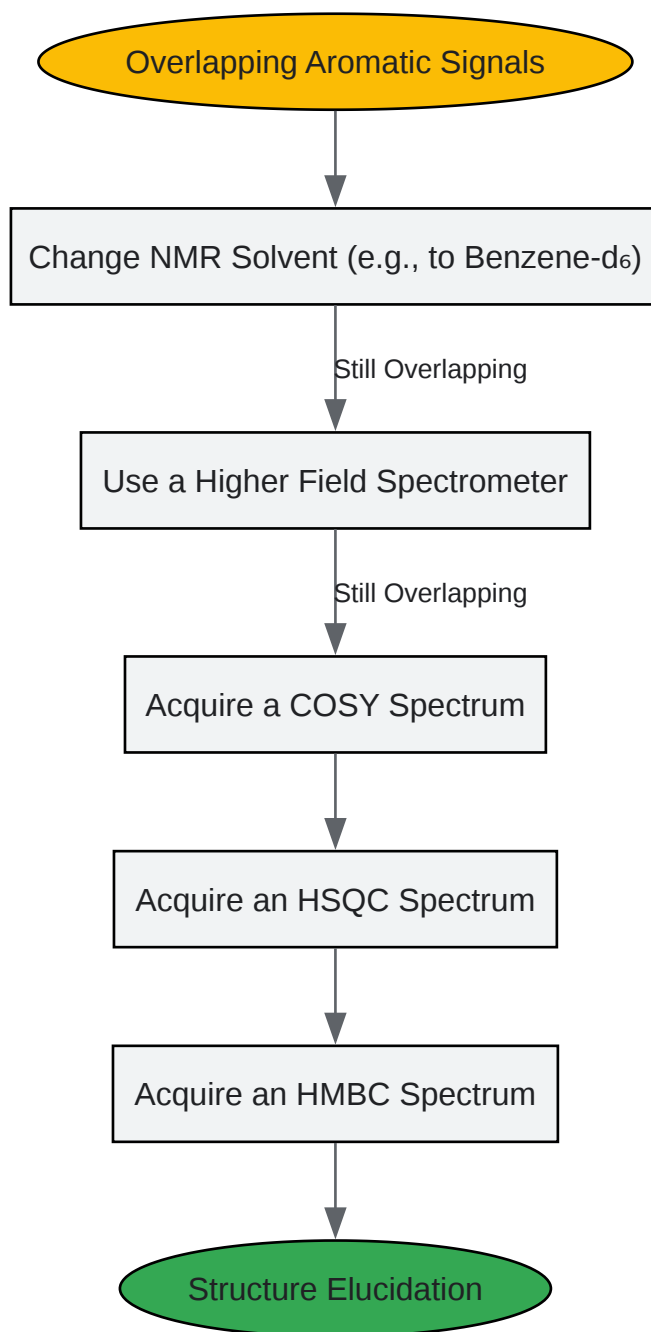 Overlapping Aromatic Signals
Change NMR Solvent (e.g., to Benzene-d₆)
Still Overlapping
Use a Higher Field Spectrometer
Still Overlapping
Acquire a COSY Spectrum
Acquire an HSQC Spectrum
Acquire an HMBC Spectrum
Structure Elucidation